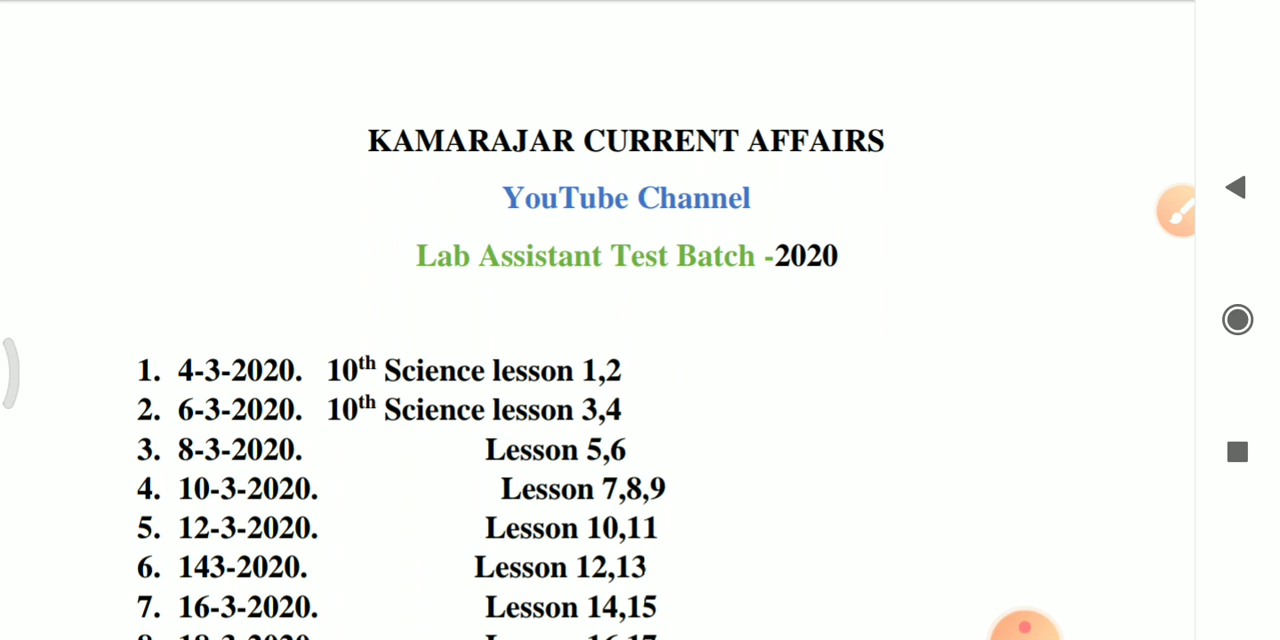 KAMARAJAR CURRENT AFFAIRS
YouTube Channel
Lab Assistant Test Batch -2020
1. 4-3-2020. 10th Science lesson 1,2
2. 6-3-2020. 10th Science lesson 3,4
3. 8-3-2020. Lesson 5,6
4. 10-3-2020. Lesson 7,8,9
5. 12-3-2020. Lesson 10,11
6. 143-2020. Lesson 12,13
7. 16-3-2020. Lesson 14,15